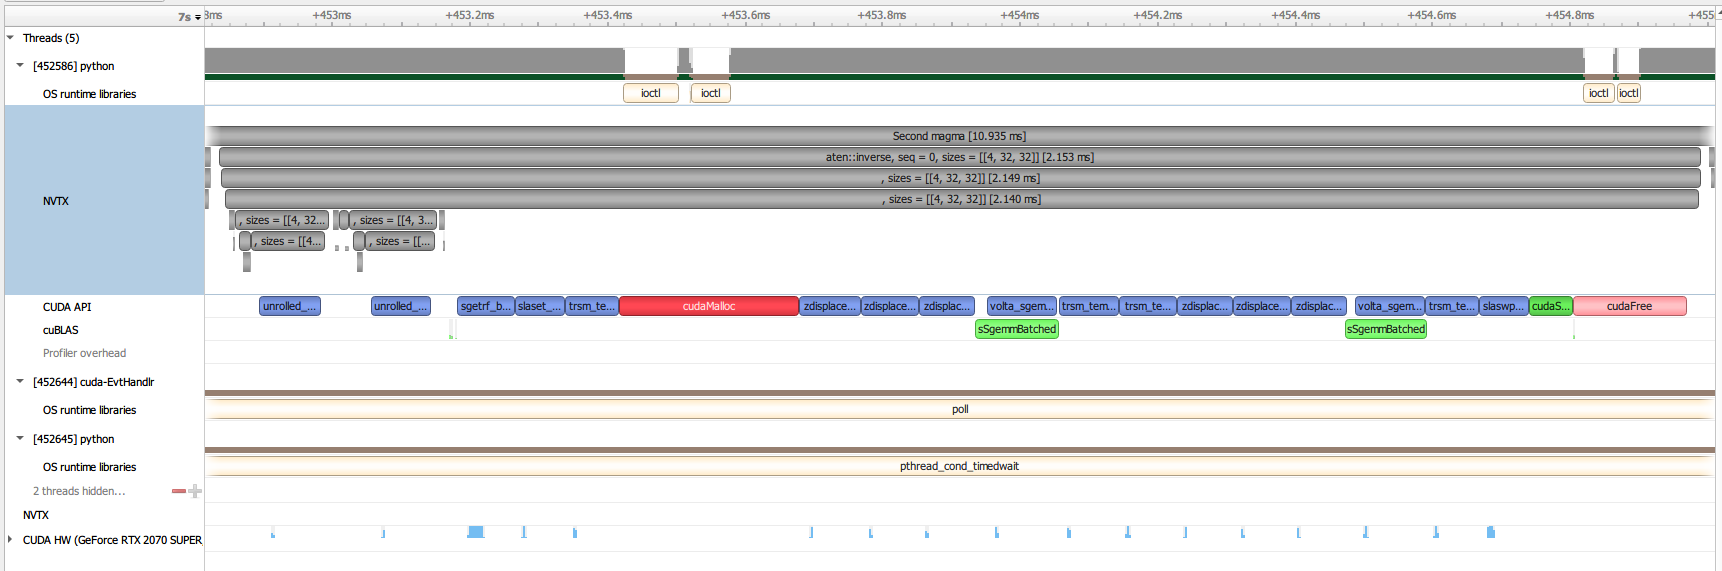 7s 3ms +453ms +453.2ms +453.4ms +453.6ms +453.8ms +454ms +454.2ms +454.4ms +454.6ms +454.8ms +455
Threads (5)
[452586] python
OS runtime libraries ioctl ioctl ioctl ioctl
Second magma [10.935 ms]
aten::inverse, seq = 0, sizes = [[4, 32, 32]] [2.153 ms]
, sizes = [[4, 32, 32]] [2.149 ms]
NVTX , sizes = [[4, 32, 32]] [2.140 ms]
, sizes = [[4, 32... , sizes = [[4, 3...
, sizes = [[4... , sizes = [[...
CUDA API unrolled_... unrolled_... sgetrf_b... slaset_... trsm_te... cudaMalloc zdisplace... zdisplace... zdisplac... volta_sgem... trsm_tem... trsm_te... zdisplac... zdisplace... zdisplac... volta_sgem... trsm_te... slaswp... cudaS... cudaFree
cuBLAS sSgemmBatched sSgemmBatched
Profiler overhead
[452644] cuda-EvtHandlr
OS runtime libraries poll
[452645] python
OS runtime libraries pthread_cond_timedwait
2 threads hidden...
NVTX
CUDA HW (GeForce RTX 2070 SUPER,